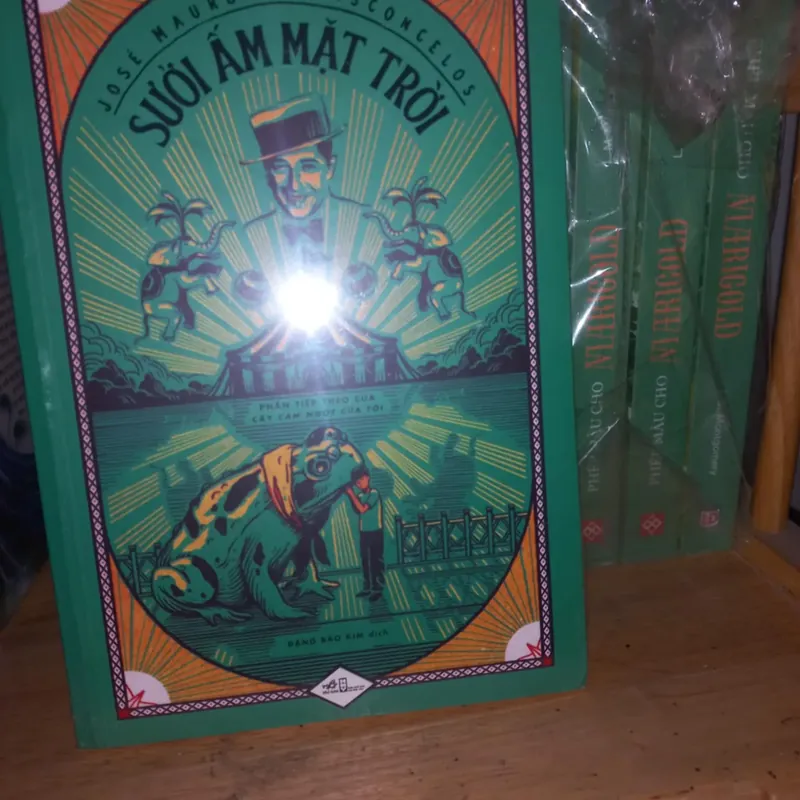 JOSÉ MAURO VASCONCELOS
SƯỞI ẤM MẶT TRỜI
PHẦN TIẾP THEO CỦA
CÂY CAM NGỌT CỦA TÔI
ĐẶNG BẢO KIM dịch
PHÉP MÀU CHO MARIGOLD
PHÉP MÀU CHO MARIGOLD
MARIGOLD